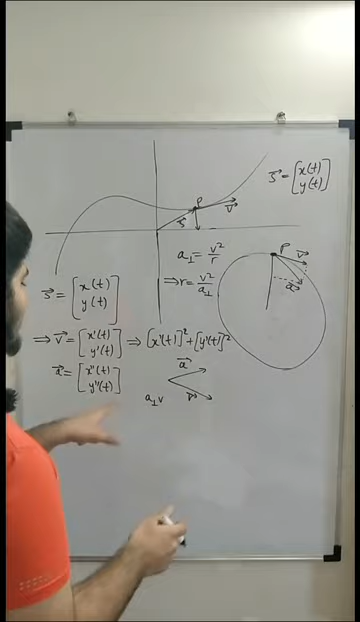 S⃗ = [x(t) y(t)]
P
S⃗
V⃗
a⊥ = v²/r
⇒ r = v²/a⊥
P
V⃗
a⃗
S⃗ = [x(t) y(t)]
⇒ V⃗ = [x'(t) y'(t)] ⇒ [x'(t)]² + [y'(t)]²
a⃗ = [x''(t) y''(t)]
a⃗
V⃗
a⊥ v